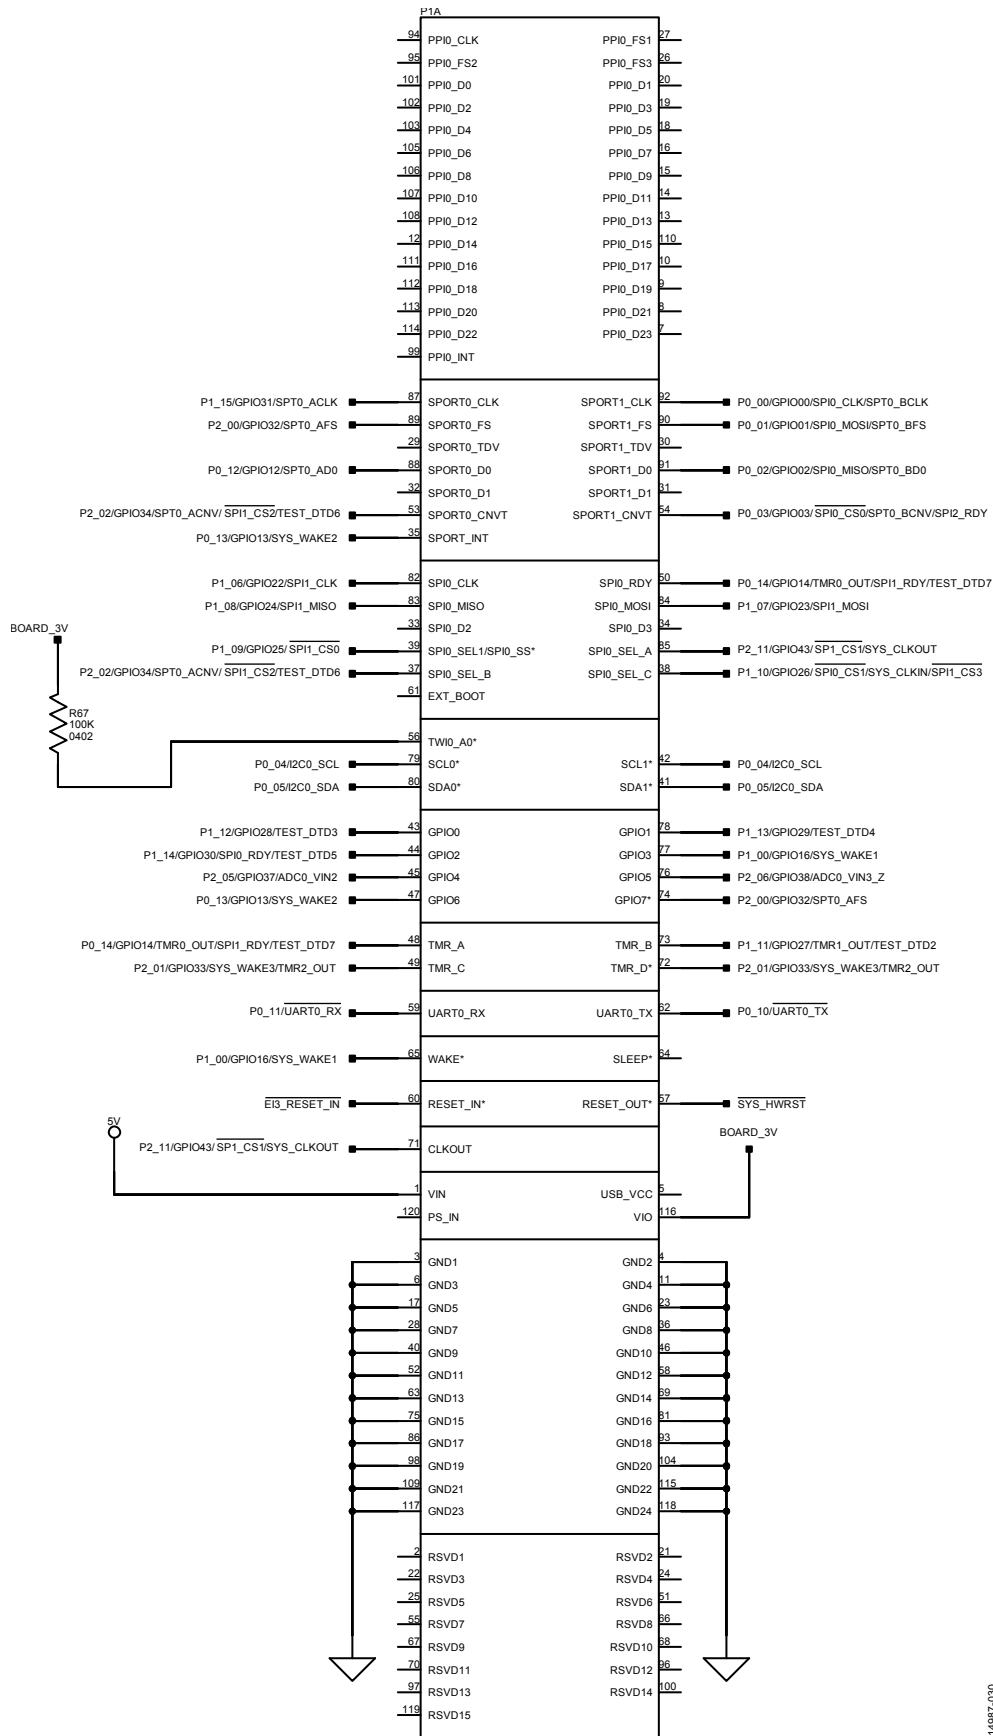 P1A
94 PPI0_CLK PPI0_FS1 27
95 PPI0_FS2 PPI0_FS3 26
101 PPI0_D0 PPI0_D1 20
102 PPI0_D2 PPI0_D3 19
103 PPI0_D4 PPI0_D5 18
105 PPI0_D6 PPI0_D7 16
106 PPI0_D8 PPI0_D9 15
107 PPI0_D10 PPI0_D11 14
108 PPI0_D12 PPI0_D13 13
12 PPI0_D14 PPI0_D15 110
111 PPI0_D16 PPI0_D17 10
112 PPI0_D18 PPI0_D19 9
113 PPI0_D20 PPI0_D21 8
114 PPI0_D22 PPI0_D23 7
99 PPI0_INT
P1_15/GPIO31/SPT0_ACLK 87 SPORT0_CLK SPORT1_CLK 92 P0_00/GPIO00/SPI0_CLK/SPT0_BCLK
P2_00/GPIO32/SPT0_AFS 89 SPORT0_FS SPORT1_FS 90 P0_01/GPIO01/SPI0_MOSI/SPT0_BFS
29 SPORT0_TDV SPORT1_TDV 30
P0_12/GPIO12/SPT0_AD0 88 SPORT0_D0 SPORT1_D0 91 P0_02/GPIO02/SPI0_MISO/SPT0_BD0
32 SPORT0_D1 SPORT1_D1 31
P2_02/GPIO34/SPT0_ACNV/ SPI1_CS2/TEST_DTD6 53 SPORT0_CNVT SPORT1_CNVT 54 P0_03/GPIO03/ SPI0_CS0/SPT0_BCNV/SPI2_RDY
P0_13/GPIO13/SYS_WAKE2 35 SPORT_INT
P1_06/GPIO22/SPI1_CLK 82 SPI0_CLK SPI0_RDY 50 P0_14/GPIO14/TMR0_OUT/SPI1_RDY/TEST_DTD7
P1_08/GPIO24/SPI1_MISO 83 SPI0_MISO SPI0_MOSI 84 P1_07/GPIO23/SPI1_MOSI
BOARD_3V 33 SPI0_D2 SPI0_D3 34
P1_09/GPIO25/ SPI1_CS0 39 SPI0_SEL1/SPI0_SS* SPI0_SEL_A 85 P2_11/GPIO43/ SP1_CS1/SYS_CLKOUT
P2_02/GPIO34/SPT0_ACNV/ SPI1_CS2/TEST_DTD6 37 SPI0_SEL_B SPI0_SEL_C 38 P1_10/GPIO26/ SPI0_CS1/SYS_CLKIN/SPI1_CS3
61 EXT_BOOT
R67
100K
0402
56 TWI0_A0*
P0_04/I2C0_SCL 79 SCL0* SCL1* 42 P0_04/I2C0_SCL
P0_05/I2C0_SDA 80 SDA0* SDA1* 41 P0_05/I2C0_SDA
P1_12/GPIO28/TEST_DTD3 43 GPIO0 GPIO1 78 P1_13/GPIO29/TEST_DTD4
P1_14/GPIO30/SPI0_RDY/TEST_DTD5 44 GPIO2 GPIO3 77 P1_00/GPIO16/SYS_WAKE1
P2_05/GPIO37/ADC0_VIN2 45 GPIO4 GPIO5 76 P2_06/GPIO38/ADC0_VIN3_Z
P0_13/GPIO13/SYS_WAKE2 47 GPIO6 GPIO7* 74 P2_00/GPIO32/SPT0_AFS
P0_14/GPIO14/TMR0_OUT/SPI1_RDY/TEST_DTD7 48 TMR_A TMR_B 73 P1_11/GPIO27/TMR1_OUT/TEST_DTD2
P2_01/GPIO33/SYS_WAKE3/TMR2_OUT 49 TMR_C TMR_D* 72 P2_01/GPIO33/SYS_WAKE3/TMR2_OUT
P0_11/UART0_RX 59 UART0_RX UART0_TX 62 P0_10/UART0_TX
P1_00/GPIO16/SYS_WAKE1 65 WAKE* SLEEP* 64
EI3_RESET_IN 60 RESET_IN* RESET_OUT* 57 SYS_HWRST
5V
BOARD_3V
P2_11/GPIO43/ SP1_CS1/SYS_CLKOUT 71 CLKOUT
1 VIN USB_VCC 5
120 PS_IN VIO 116
3 GND1 GND2 4
6 GND3 GND4 11
17 GND5 GND6 23
28 GND7 GND8 36
40 GND9 GND10 46
52 GND11 GND12 58
63 GND13 GND14 69
75 GND15 GND16 81
86 GND17 GND18 93
98 GND19 GND20 104
109 GND21 GND22 115
117 GND23 GND24 118
2 RSVD1 RSVD2 21
22 RSVD3 RSVD4 24
25 RSVD5 RSVD6 51
55 RSVD7 RSVD8 66
67 RSVD9 RSVD10 68
70 RSVD11 RSVD12 96
97 RSVD13 RSVD14 100
119 RSVD15
14987-030